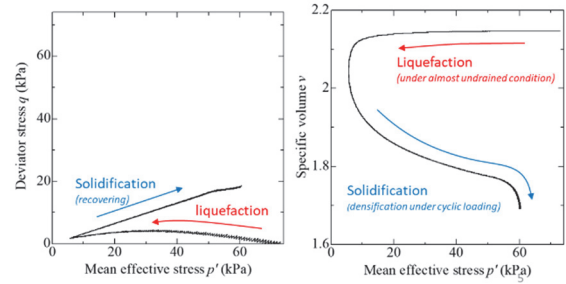 80
60
40
20
0
0
20
40
60
Deviator stress q (kPa)
Mean effective stress p′ (kPa)
Solidification
(recovering)
liquefaction
2.2
2
1.8
1.6
0
20
40
60
Specific volume v
Mean effective stress p′ (kPa)
Liquefaction
(under almost undrained condition)
Solidification
(densification under cyclic loading)
5